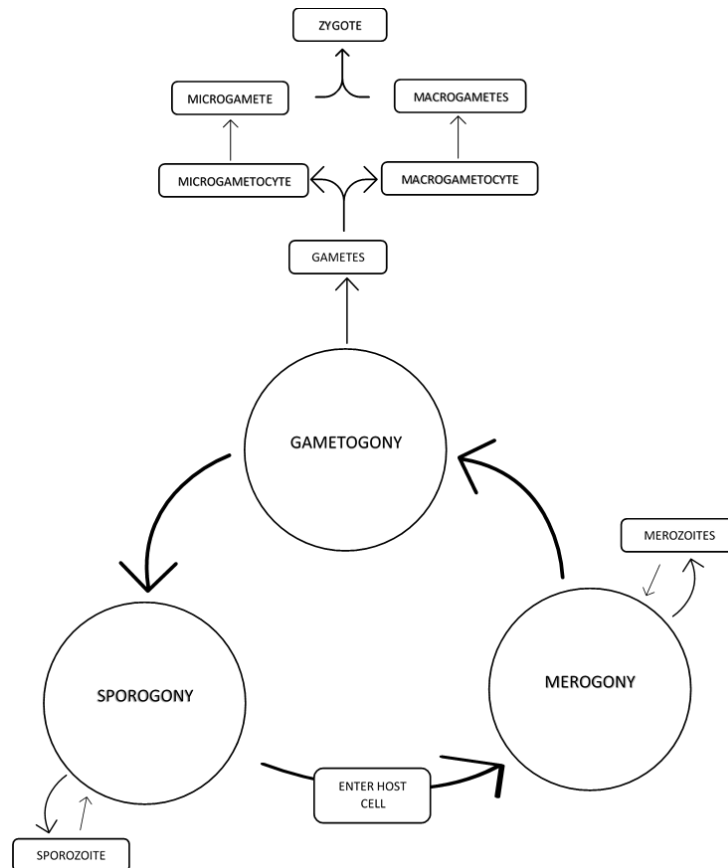 ZYGOTE
MICROGAMETE
MACROGAMETES
MICROGAMETOCYTE
MACROGAMETOCYTE
GAMETES
GAMETOGONY
MEROZOITES
SPOROGONY
MEROGONY
ENTER HOST
CELL
SPOROZOITE